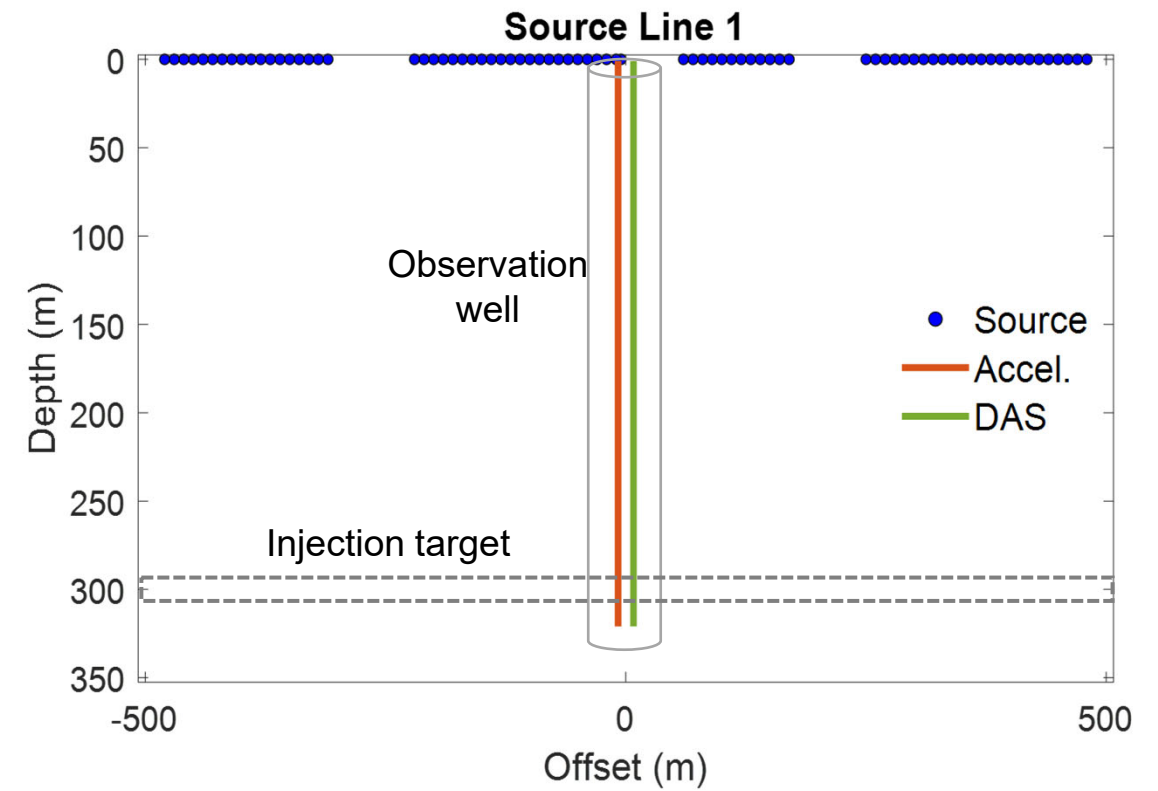 Source Line 1
0
50
100
150
200
250
300
350
Depth (m)
Observation
well
Injection target
Source
Accel.
DAS
-500
0
500
Offset (m)